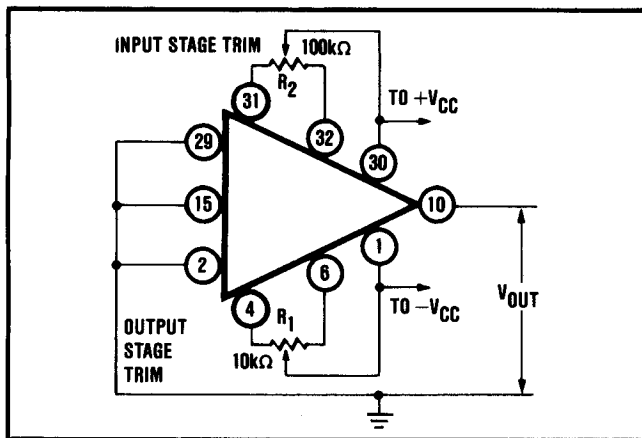 INPUT STAGE TRIM
100kΩ
R2
31
32
TO +VCC
29
30
15
10
2
1
6
4
R1
TO −VCC
VOUT
OUTPUT
STAGE
TRIM
10kΩ